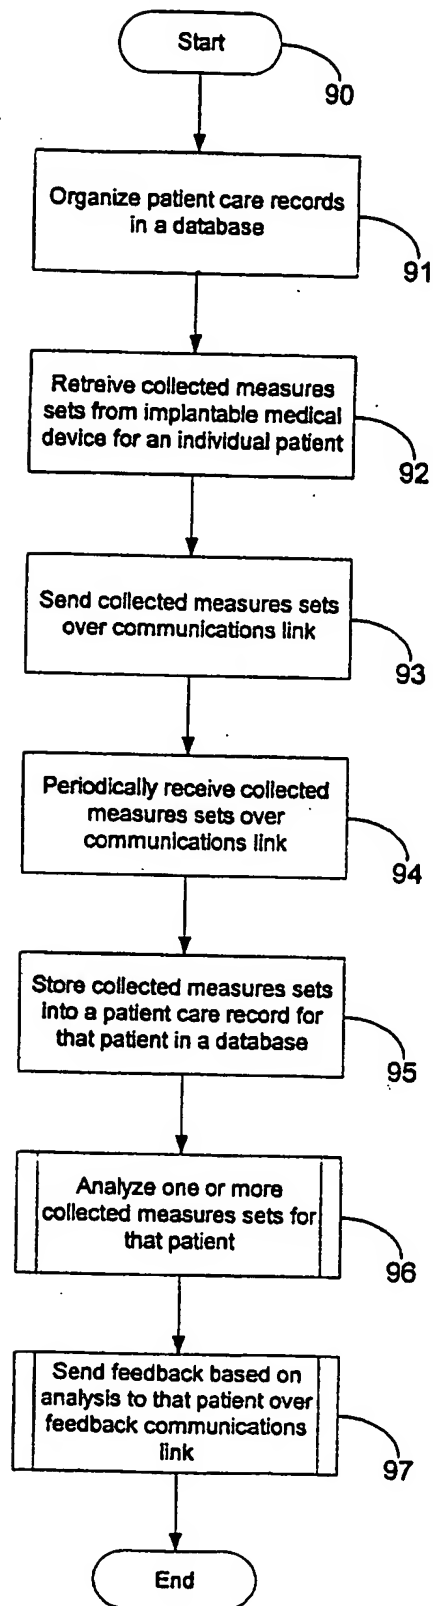 Start
90
Organize patient care records
in a database
91
Retreive collected measures
sets from implantable medical
device for an individual patient
92
Send collected measures sets
over communications link
93
Periodically receive collected
measures sets over
communications link
94
Store collected measures sets
into a patient care record for
that patient in a database
95
Analyze one or more
collected measures sets for
that patient
96
Send feedback based on
analysis to that patient over
feedback communications
link
97
End